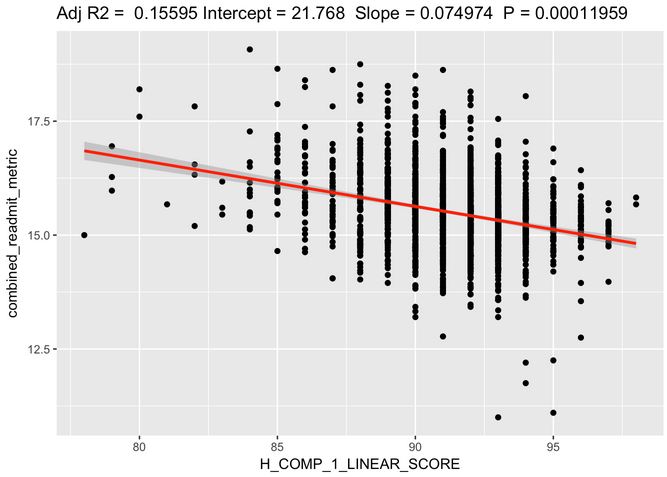 Adj R2 =  0.15595 Intercept = 21.768  Slope = 0.074974  P = 0.00011959
combined_readmit_metric
17.5
15.0
12.5
80
85
90
95
H_COMP_1_LINEAR_SCORE